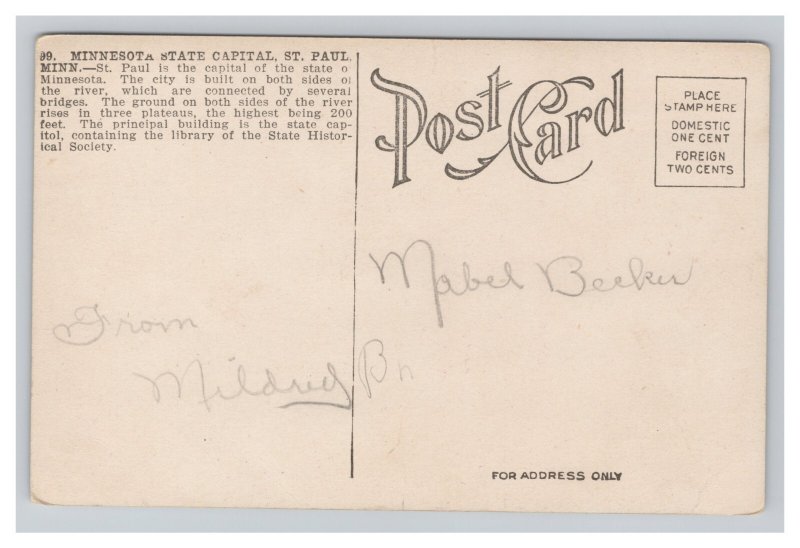 99. MINNESOTA STATE CAPITAL, ST. PAUL,
MINN.—St. Paul is the capital of the state o
Minnesota. The city is built on both sides o
the river, which are connected by several
bridges. The ground on both sides of the river
rises in three plateaus, the highest being 200
feet. The principal building is the state cap-
itol, containing the library of the State Histor-
ical Society.
Post Card
PLACE
STAMP HERE
DOMESTIC
ONE CENT
FOREIGN
TWO CENTS
Mabel Becker
From
Mildred
FOR ADDRESS ONLY